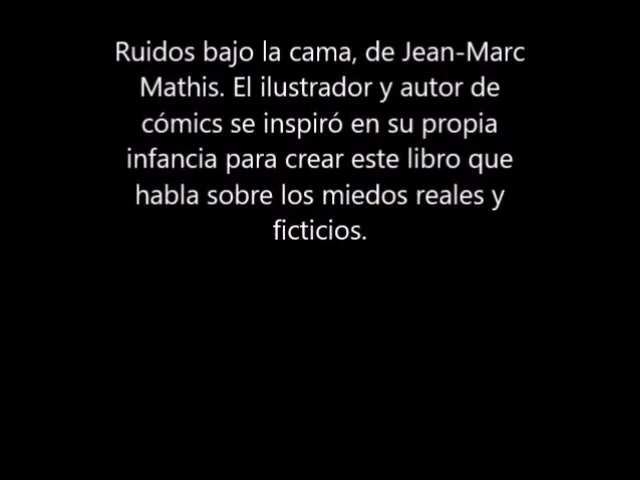 Ruidos bajo la cama, de Jean-Marc
Mathis. El ilustrador y autor de
cómics se inspiró en su propia
infancia para crear este libro que
habla sobre los miedos reales y
ficticios.